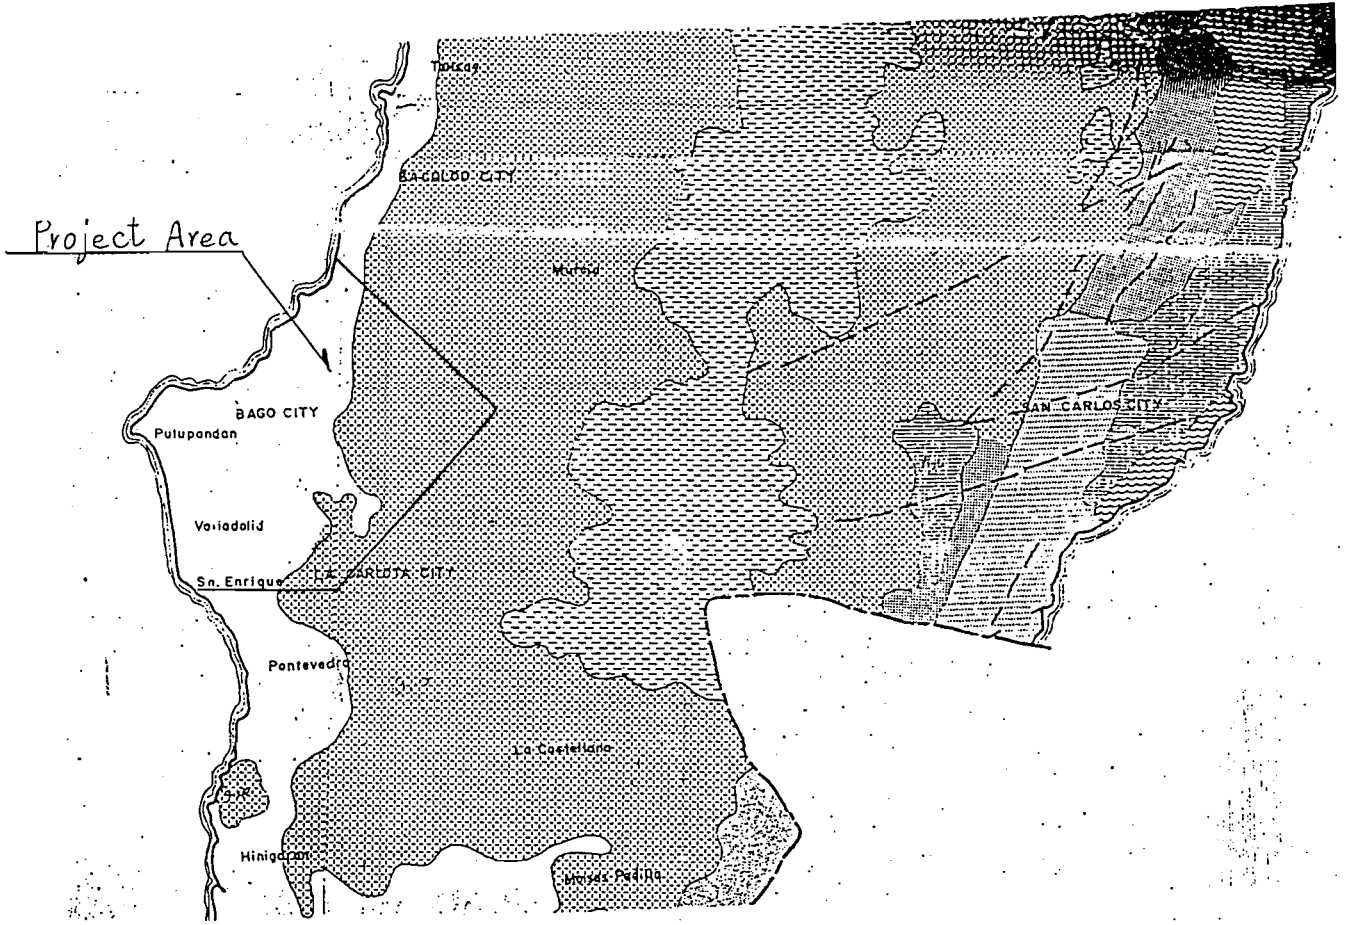 Talisay
BACOLOD CITY
Project Area
Murcia
BAGO CITY
SAN CARLOS CITY
Pulupandan
Valladolid
Sn. Enrique
LA CARLOTA CITY
Pontevedra
La Castellana
Hinigaran
Moises Padilla